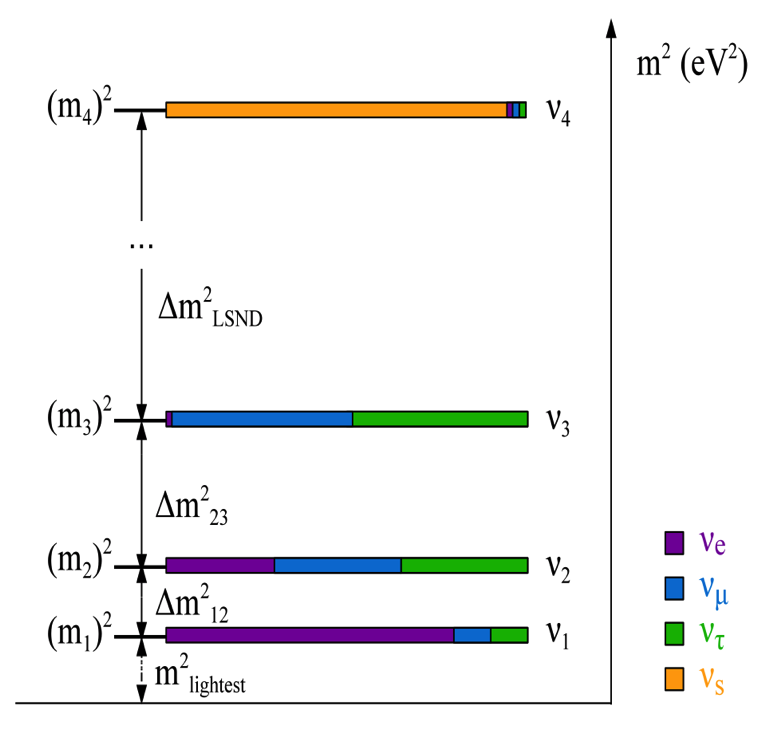 m² (eV²)
(m₄)² ν₄
...
Δm²LSND
(m₃)² ν₃
Δm²₂₃
(m₂)² ν₂
Δm²₁₂
(m₁)² ν₁
m²lightest
νe
νμ
ντ
νs